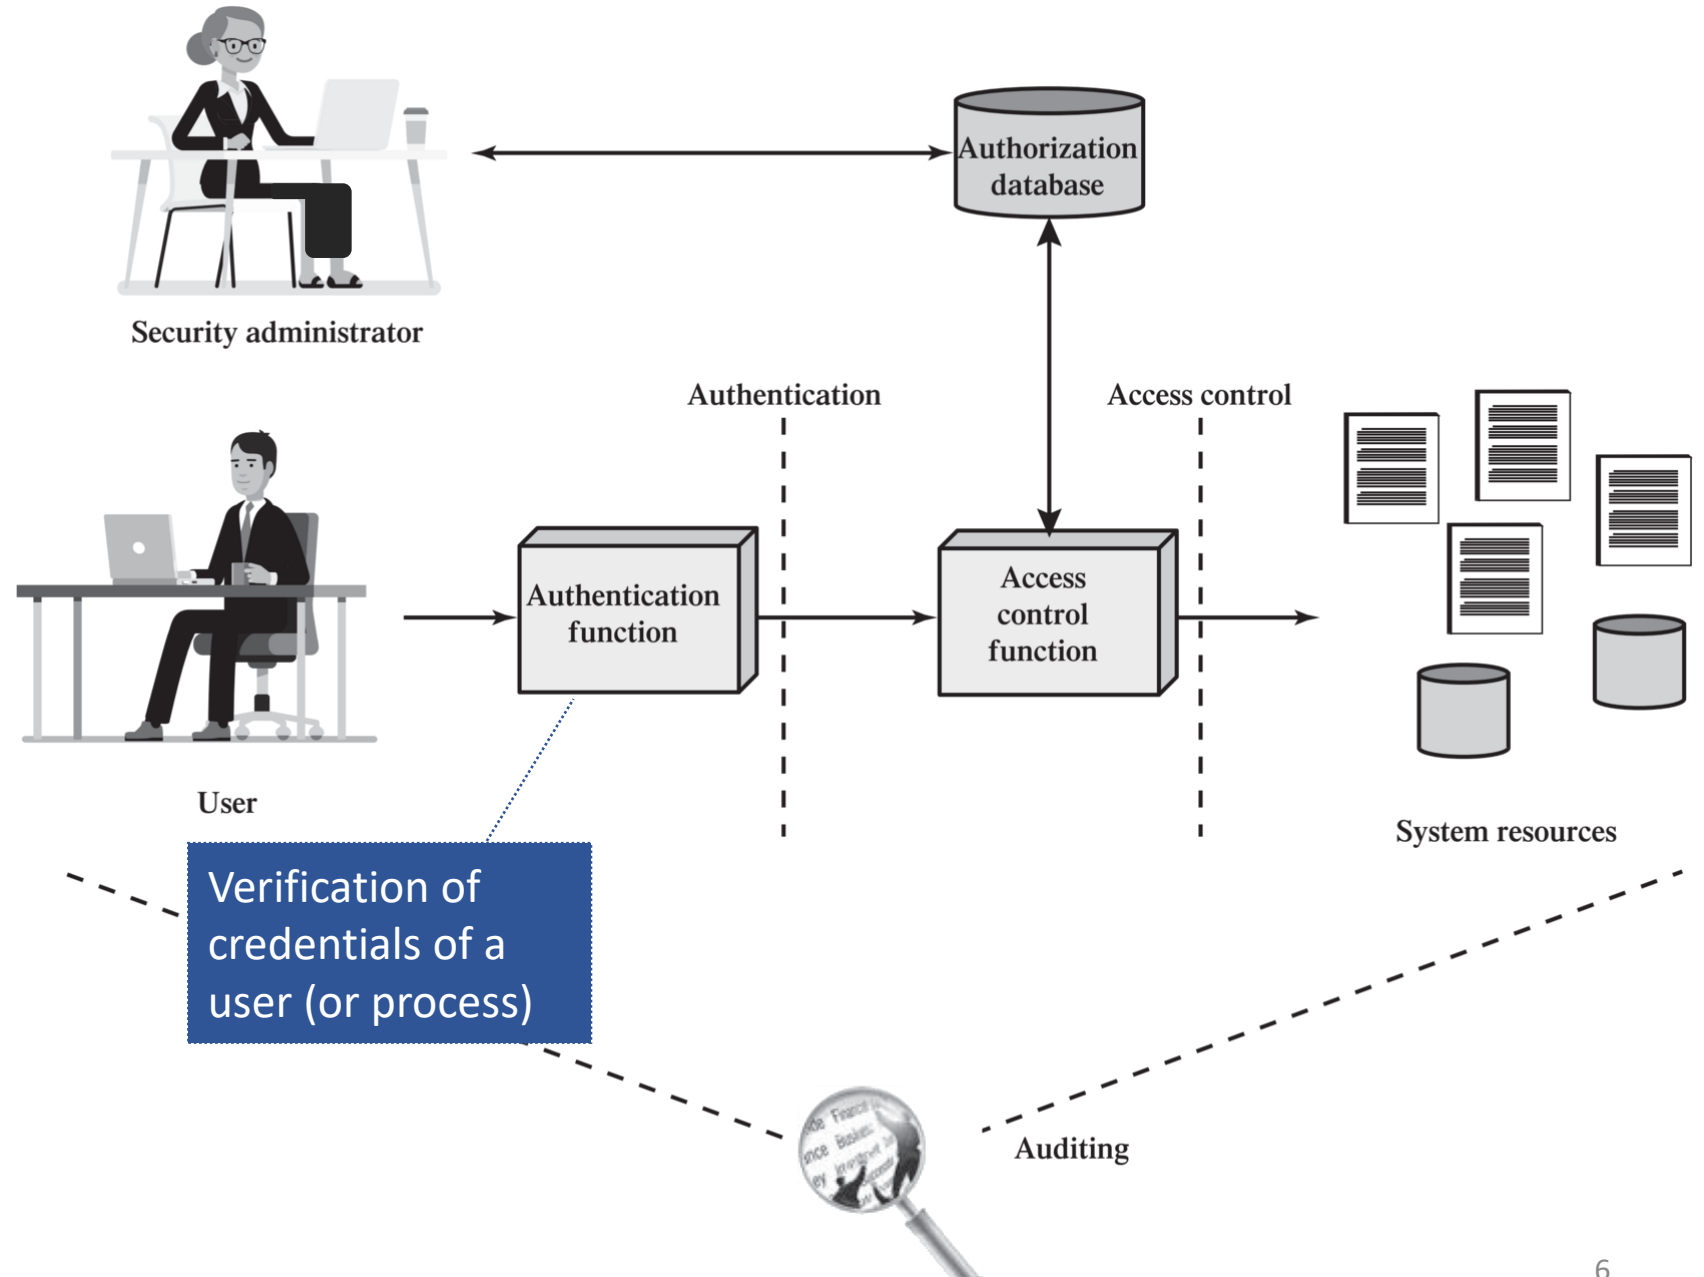 Authorization
database
Security administrator
Authentication
Access control
Authentication
function
Access
control
function
User
System resources
Verification of
credentials of a
user (or process)
Auditing
6